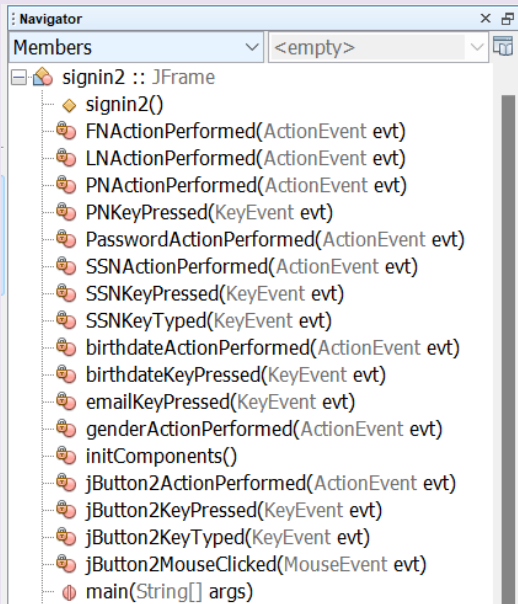 Navigator
Members <empty>
signin2 :: JFrame
signin2()
FNActionPerformed(ActionEvent evt)
LNActionPerformed(ActionEvent evt)
PNActionPerformed(ActionEvent evt)
PNKeyPressed(KeyEvent evt)
PasswordActionPerformed(ActionEvent evt)
SSNActionPerformed(ActionEvent evt)
SSNKeyPressed(KeyEvent evt)
SSNKeyTyped(KeyEvent evt)
birthdateActionPerformed(ActionEvent evt)
birthdateKeyPressed(KeyEvent evt)
emailKeyPressed(KeyEvent evt)
genderActionPerformed(ActionEvent evt)
initComponents()
jButton2ActionPerformed(ActionEvent evt)
jButton2KeyPressed(KeyEvent evt)
jButton2KeyTyped(KeyEvent evt)
jButton2MouseClicked(MouseEvent evt)
main(String[] args)